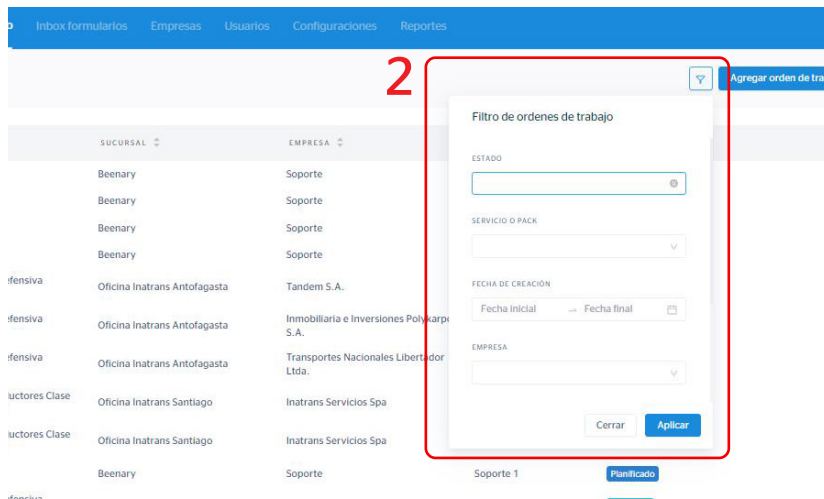 Inbox formularios Empresas Usuarios Configuraciones Reportes
2
Agregar orden de tra
Filtro de ordenes de trabajo
SUCURSAL EMPRESA
ESTADO
Beenary Soporte
Beenary Soporte
SERVICIO O PACK
Beenary Soporte
Beenary Soporte
FECHA DE CREACIÓN
efensiva Oficina Inatrans Antofagasta Tandem S.A.
Fecha inicial → Fecha final
efensiva Oficina Inatrans Antofagasta Inmobiliaria e Inversiones Polykarpo
S.A.
EMPRESA
efensiva Oficina Inatrans Antofagasta Transportes Nacionales Libertador
Ltda.
uctores Clase Oficina Inatrans Santiago Inatrans Servicios Spa
Cerrar Aplicar
uctores Clase Oficina Inatrans Santiago Inatrans Servicios Spa
Beenary Soporte Soporte 1 Planificado